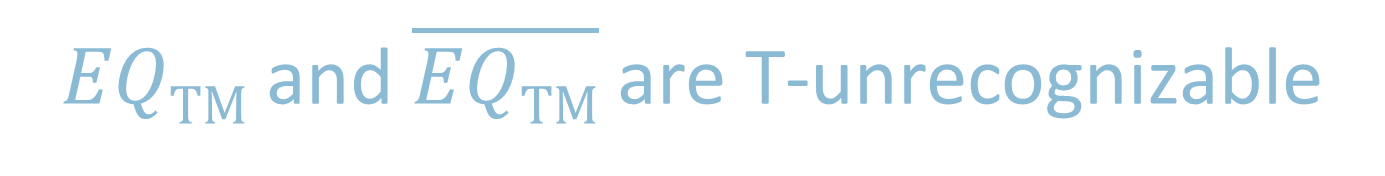 𝐸𝑄_TM and \overline{𝐸𝑄_TM} are T-unrecognizable